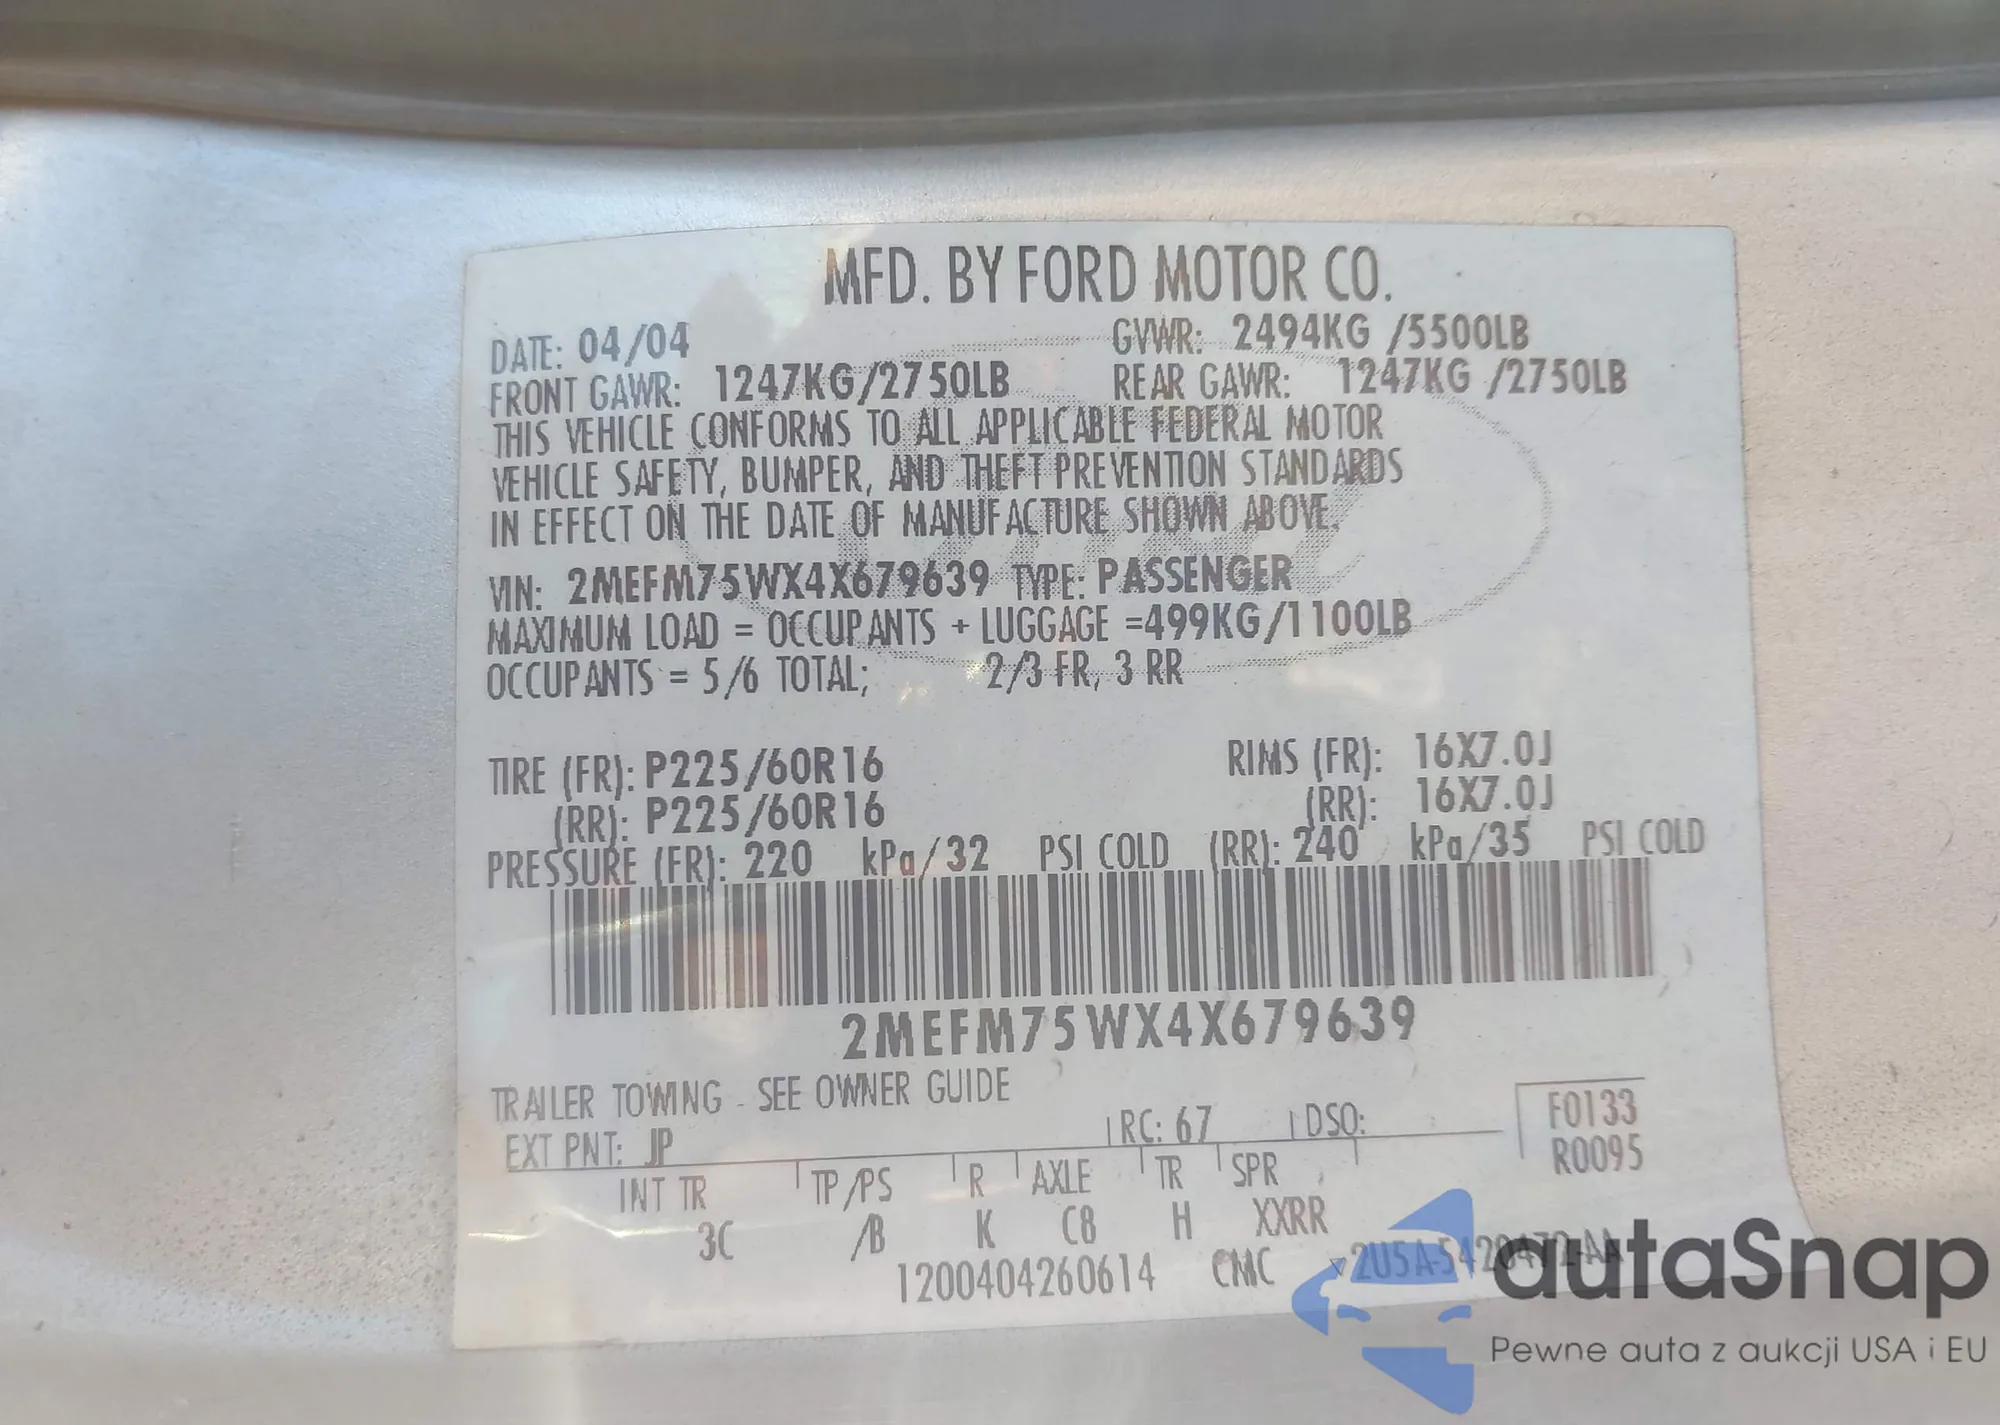 MFD. BY FORD MOTOR CO.
DATE: 04/04 GVWR: 2494KG /5500LB
FRONT GAWR: 1247KG/2750LB REAR GAWR: 1247KG /2750LB
THIS VEHICLE CONFORMS TO ALL APPLICABLE FEDERAL MOTOR
VEHICLE SAFETY, BUMPER, AND THEFT PREVENTION STANDARDS
IN EFFECT ON THE DATE OF MANUFACTURE SHOWN ABOVE.
VIN: 2MEFM75WX4X679639 TYPE: PASSENGER
MAXIMUM LOAD = OCCUPANTS + LUGGAGE =499KG/1100LB
OCCUPANTS = 5/6 TOTAL; 2/3 FR, 3 RR
TIRE (FR): P225/60R16 RIMS (FR): 16X7.0J
(RR): P225/60R16 (RR): 16X7.0J
PRESSURE (FR): 220 kPa/32 PSI COLD (RR): 240 kPa/35 PSI COLD
2MEFM75WX4X679639
TRAILER TOWING - SEE OWNER GUIDE
EXT PNT: JP RC: 67 DSO: F0133
R0095
INT TR TP/PS R AXLE TR SPR
3C /B K C8 H XXRR
1200404260614 CMC 2U5A-5420472-AA
autaSnap
Pewne auta z aukcji USA i EU